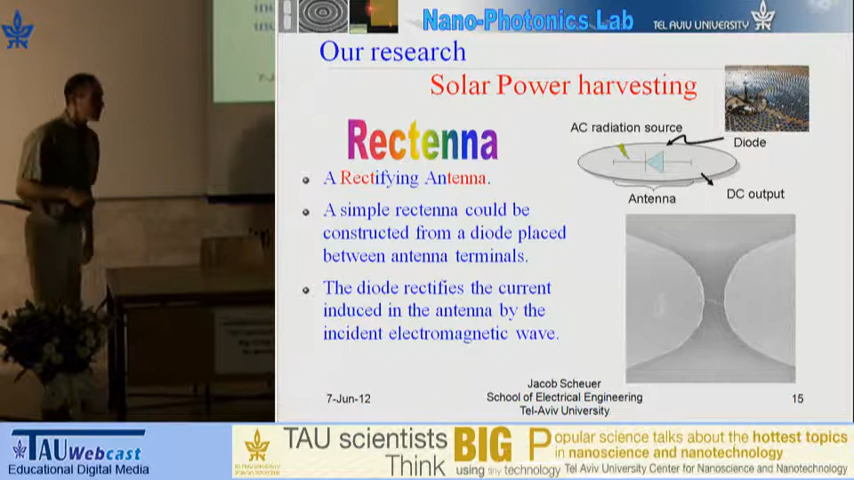 Nano-Photonics Lab
TEL AVIV UNIVERSITY
Our research
Solar Power harvesting
Rectenna
• A Rectifying Antenna.
• A simple rectenna could be
constructed from a diode placed
between antenna terminals.
• The diode rectifies the current
induced in the antenna by the
incident electromagnetic wave.
AC radiation source
Diode
Antenna
DC output
7-Jun-12
Jacob Scheuer
School of Electrical Engineering
Tel-Aviv University
15
TAU Webcast
Educational Digital Media
TAU scientists
Think
BIG
using tiny technology
Popular science talks about the hottest topics
in nanoscience and nanotechnology
Tel Aviv University Center for Nanoscience and Nanotechnology